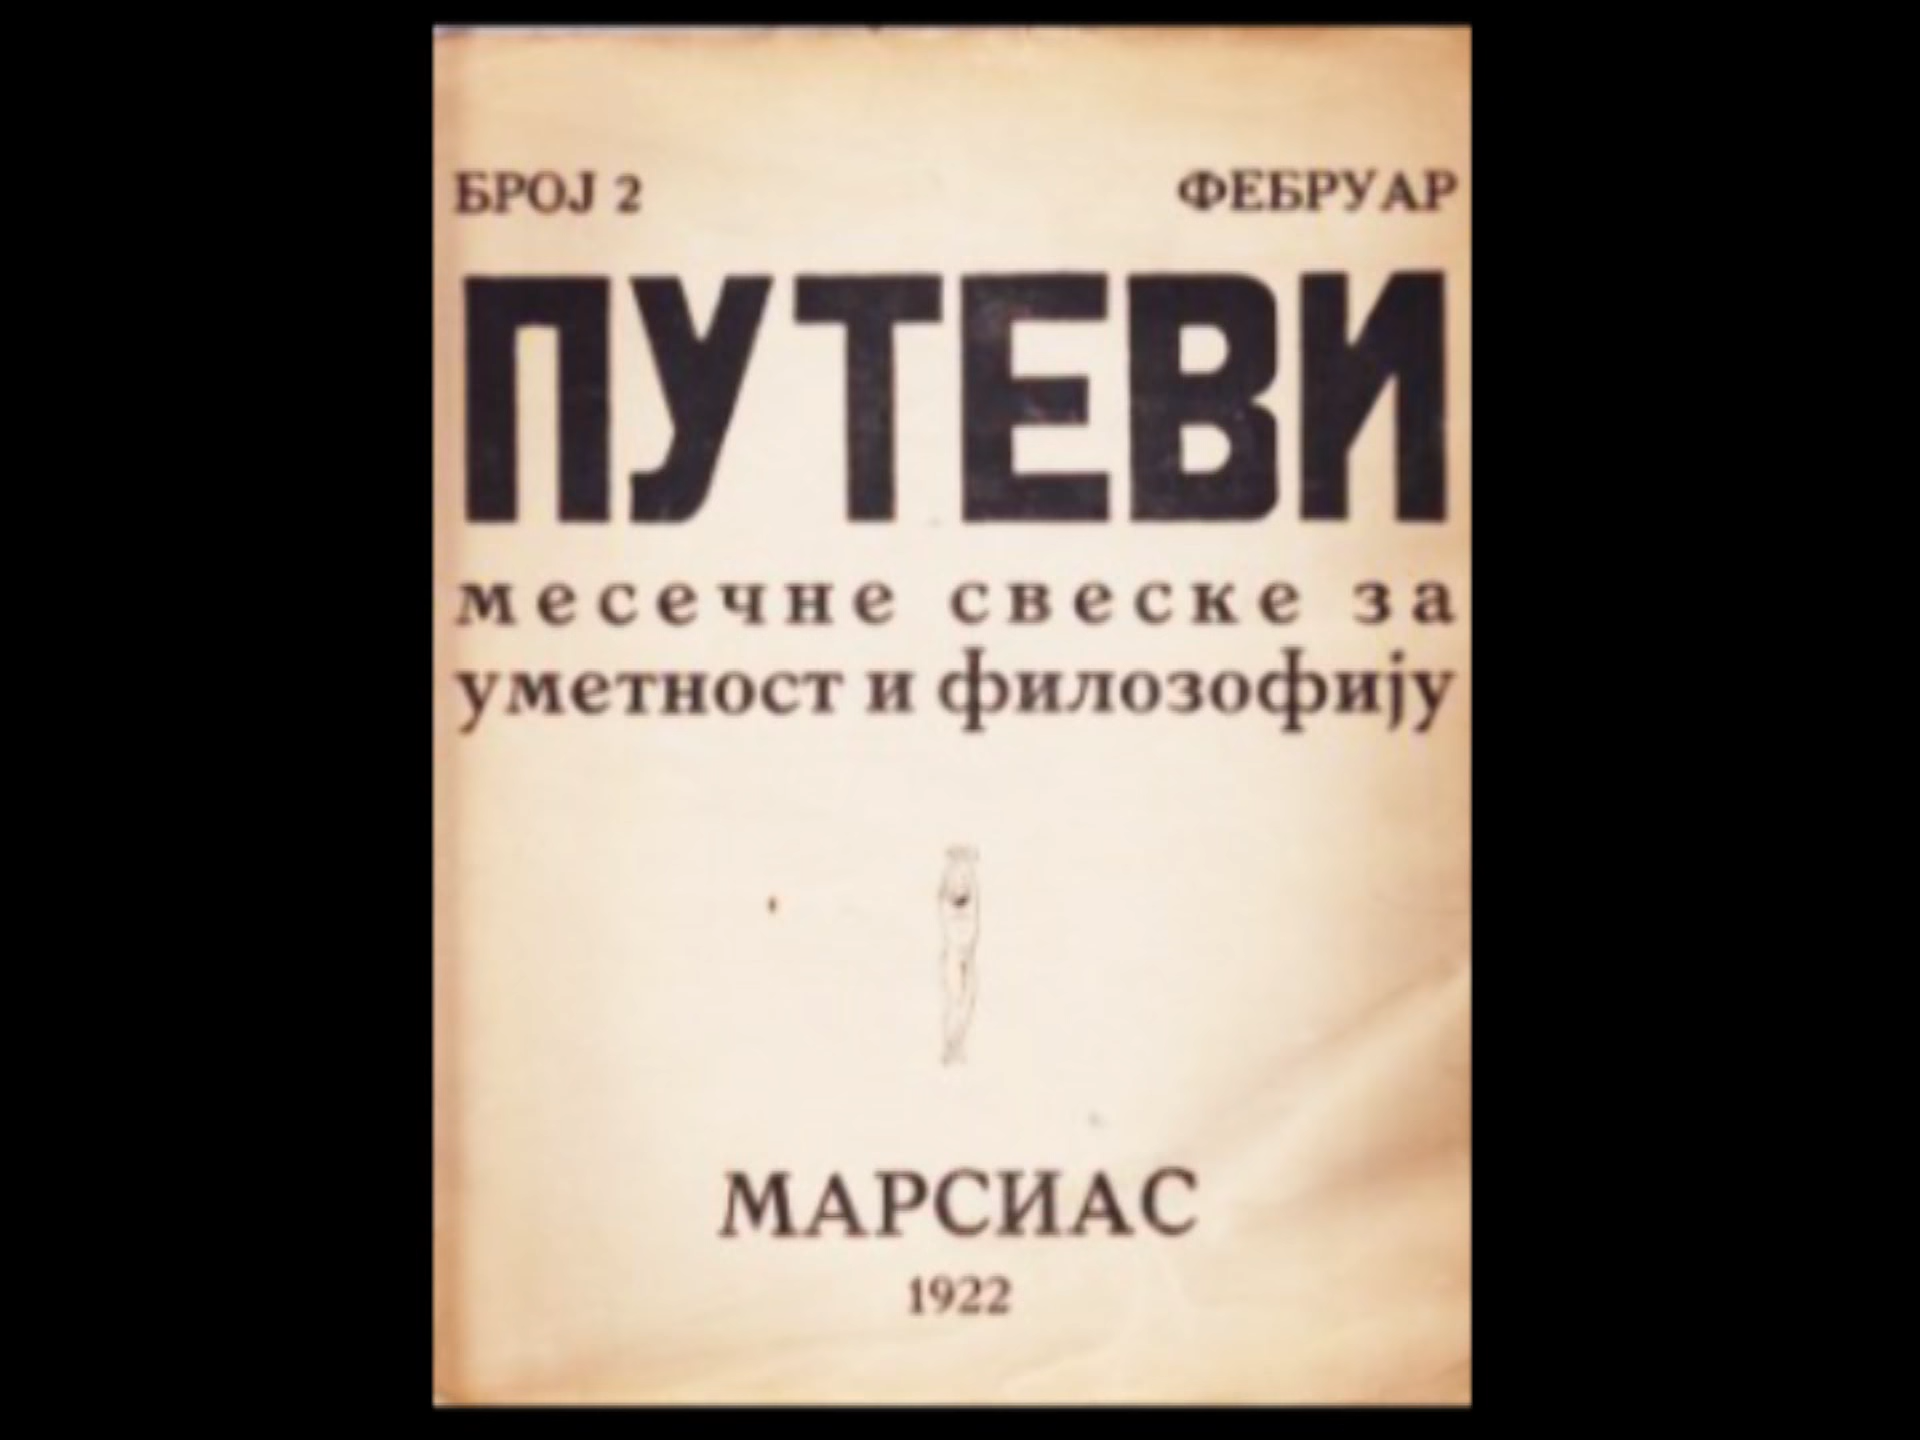 БРОЈ 2 ФЕБРУАР
ПУТЕВИ
месечне свеске за
уметност и филозофију
МАРСИАС
1922